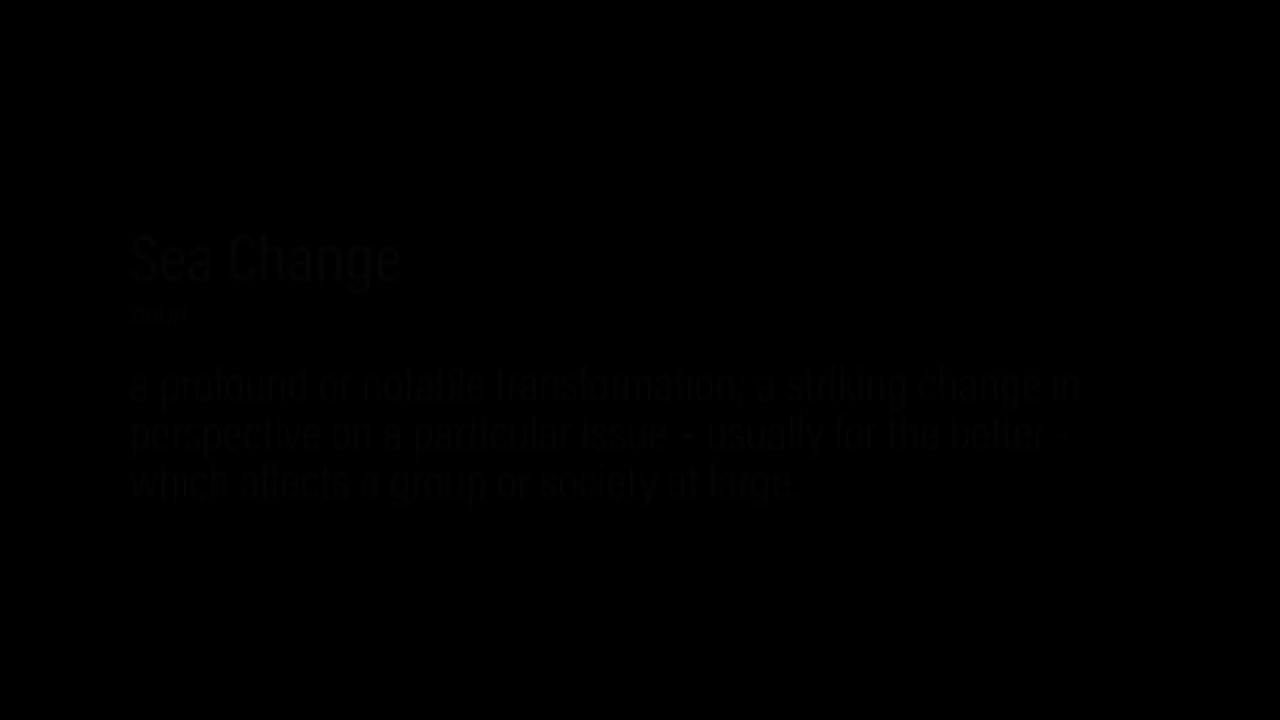 Sea Change
noun
a profound or notable transformation; a striking change in
perspective on a particular issue - usually for the better -
which affects a group or society at large.